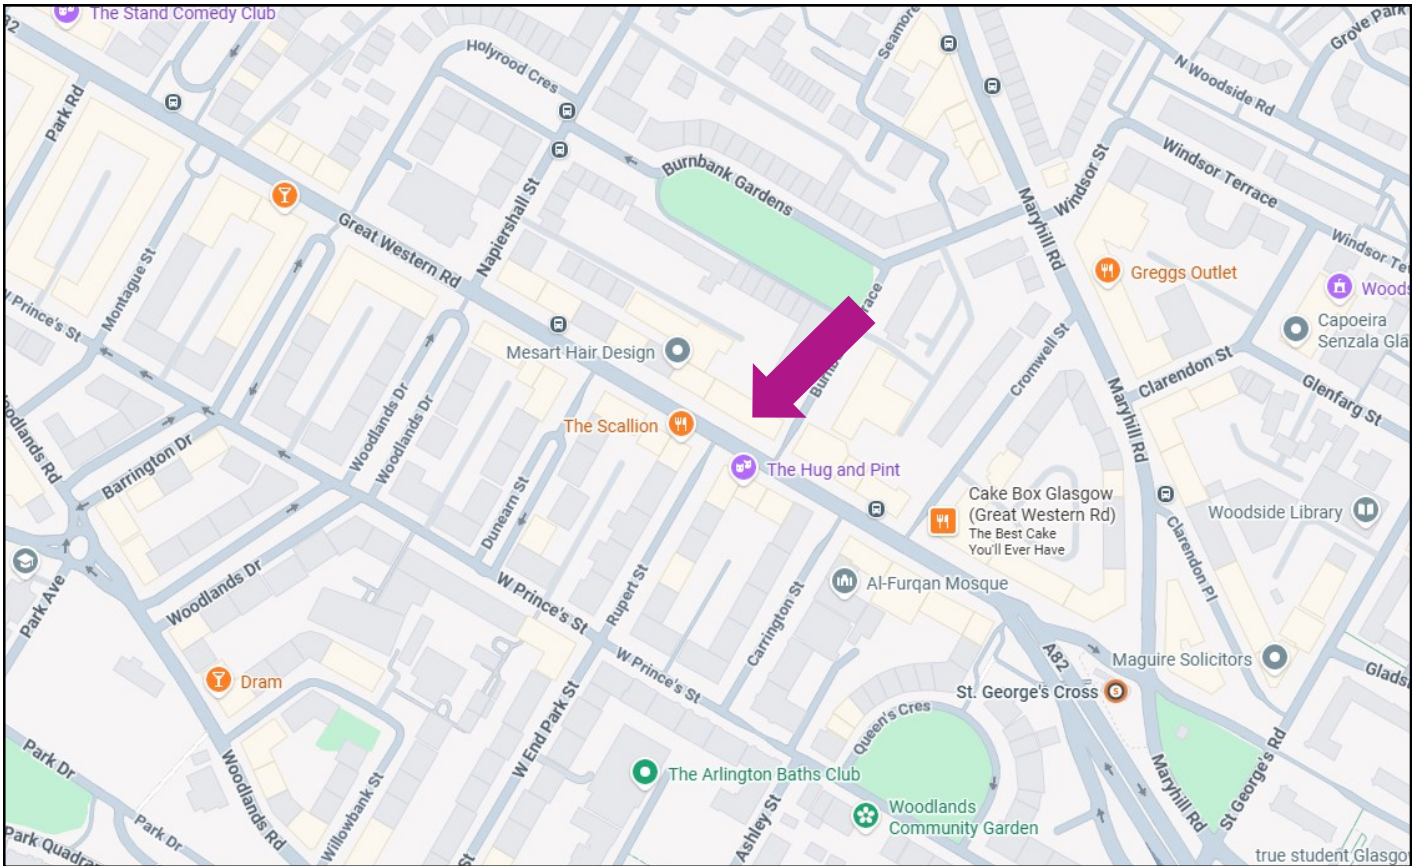 The Stand Comedy Club
Grove Park
Seamore
Holyrood Cres
N Woodside Rd
Park Rd
Windsor Terrace
Burnbank Gardens
Windsor St
Maryhill Rd
Napiershall St
Great Western Rd
Windsor Te
Greggs Outlet
Woods
Montague St
W Prince's St
Capoeira
Senzala Gla
Mesart Hair Design
Cromwell St
Clarendon St
Glenfarg St
Woodlands Dr
Woodlands Dr
Maryhill Rd
The Scallion
Barrington Dr
The Hug and Pint
Cake Box Glasgow
(Great Western Rd)
The Best Cake
You'll Ever Have
Woodside Library
Dunearn St
Clarendon Pl
Al-Furqan Mosque
Woodlands Dr
W Prince's St
Rupert St
Carrington St
Park Ave
A82
Maguire Solicitors
W Prince's St
Dram
St. George's Cross
S
Queen's Cres
W End Park St
The Arlington Baths Club
Park Dr
Woodlands Rd
Willowbank St
Ashley St
Woodlands
Community Garden
Maryhill Rd
St George's Rd
Park Dr
Park Quadra
St
true student Glasgo